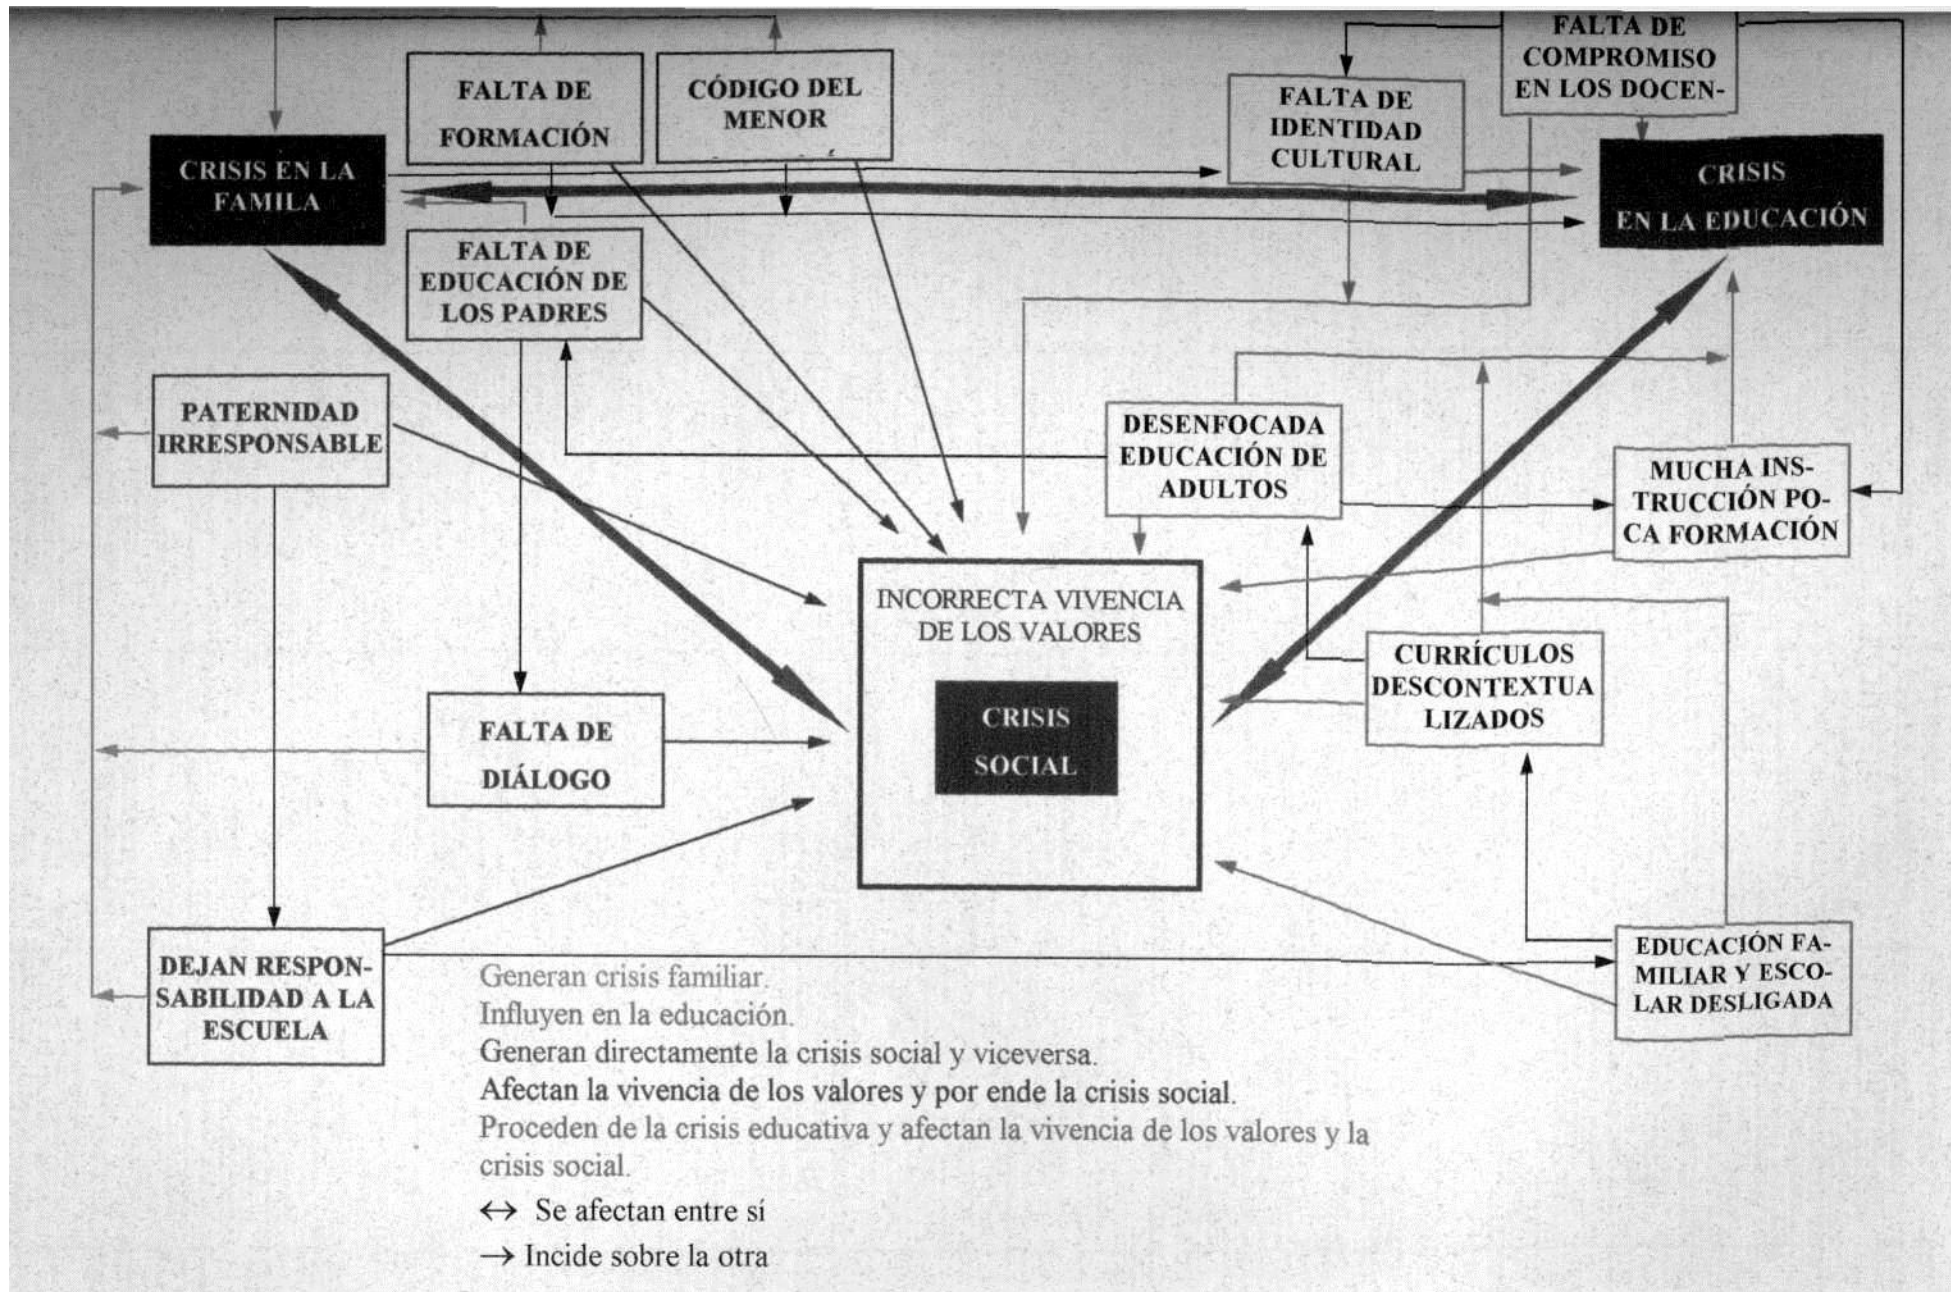 FALTA DE
FORMACIÓN
CÓDIGO DEL
MENOR
FALTA DE
IDENTIDAD
CULTURAL
FALTA DE
COMPROMISO
EN LOS DOCEN-
CRISIS EN LA
FAMILA
CRISIS
EN LA EDUCACIÓN
FALTA DE
EDUCACIÓN DE
LOS PADRES
PATERNIDAD
IRRESPONSABLE
DESENFOCADA
EDUCACIÓN DE
ADULTOS
MUCHA INS-
TRUCCIÓN PO-
CA FORMACIÓN
INCORRECTA VIVENCIA
DE LOS VALORES
CRISIS
SOCIAL
CURRÍCULOS
DESCONTEXTUA
LIZADOS
FALTA DE
DIÁLOGO
DEJAN RESPON-
SABILIDAD A LA
ESCUELA
EDUCACIÓN FA-
MILIAR Y ESCO-
LAR DESLIGADA
Generan crisis familiar.
Influyen en la educación.
Generan directamente la crisis social y viceversa.
Afectan la vivencia de los valores y por ende la crisis social.
Proceden de la crisis educativa y afectan la vivencia de los valores y la
crisis social.
↔ Se afectan entre sí
→ Incide sobre la otra